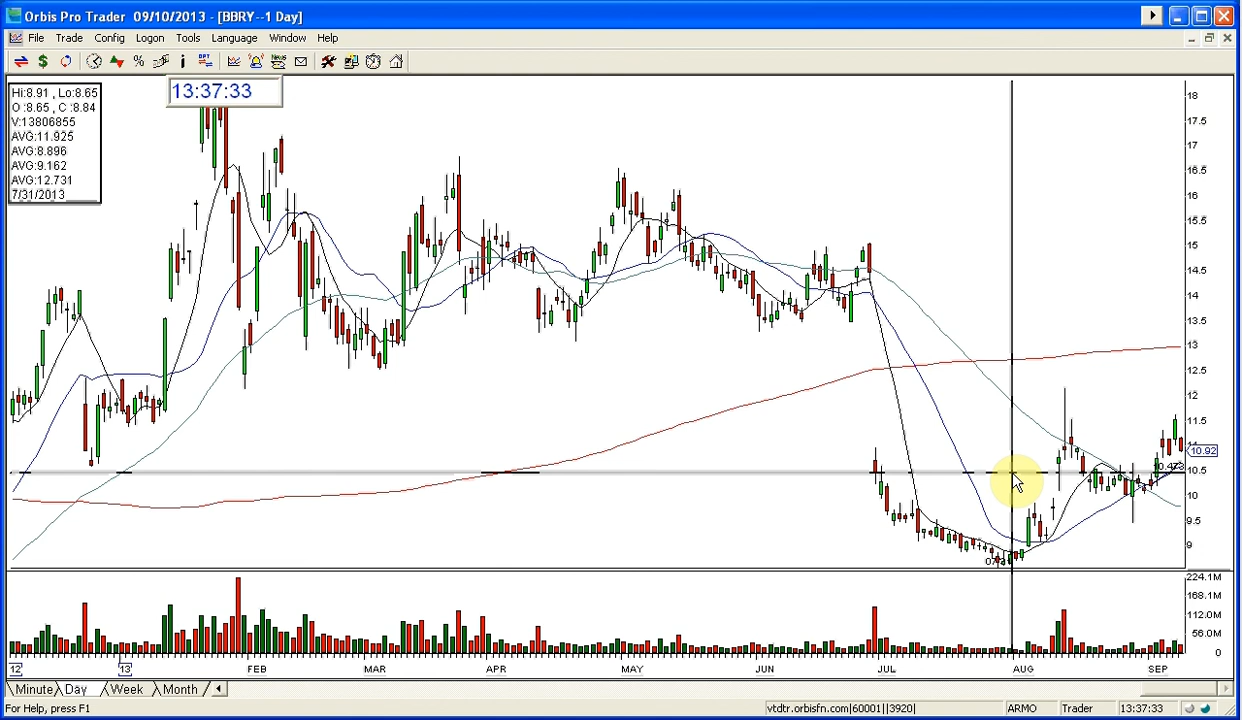 Orbis Pro Trader 09/10/2013 - [BBRY--1 Day]
File Trade Config Logon Tools Language Window Help
13:37:33
Hi:8.91 , Lo:8.65
O :8.65 , C :8.84
V:13806855
AVG:11.925
AVG:8.896
AVG:9.162
AVG:12.731
7/31/2013
18
17.5
17
16.5
16
15.5
15
14.5
14
13.5
13
12.5
12
11.5
11
10.92
10.473
10.5
10
9.5
9
224.1M
168.1M
112.0M
56.0M
0
12 '13 FEB MAR APR MAY JUN JUL AUG SEP
Minute Day Week Month
For Help, press F1 vtdtr.orbisfn.com|60001||3920| ARMO Trader 13:37:33